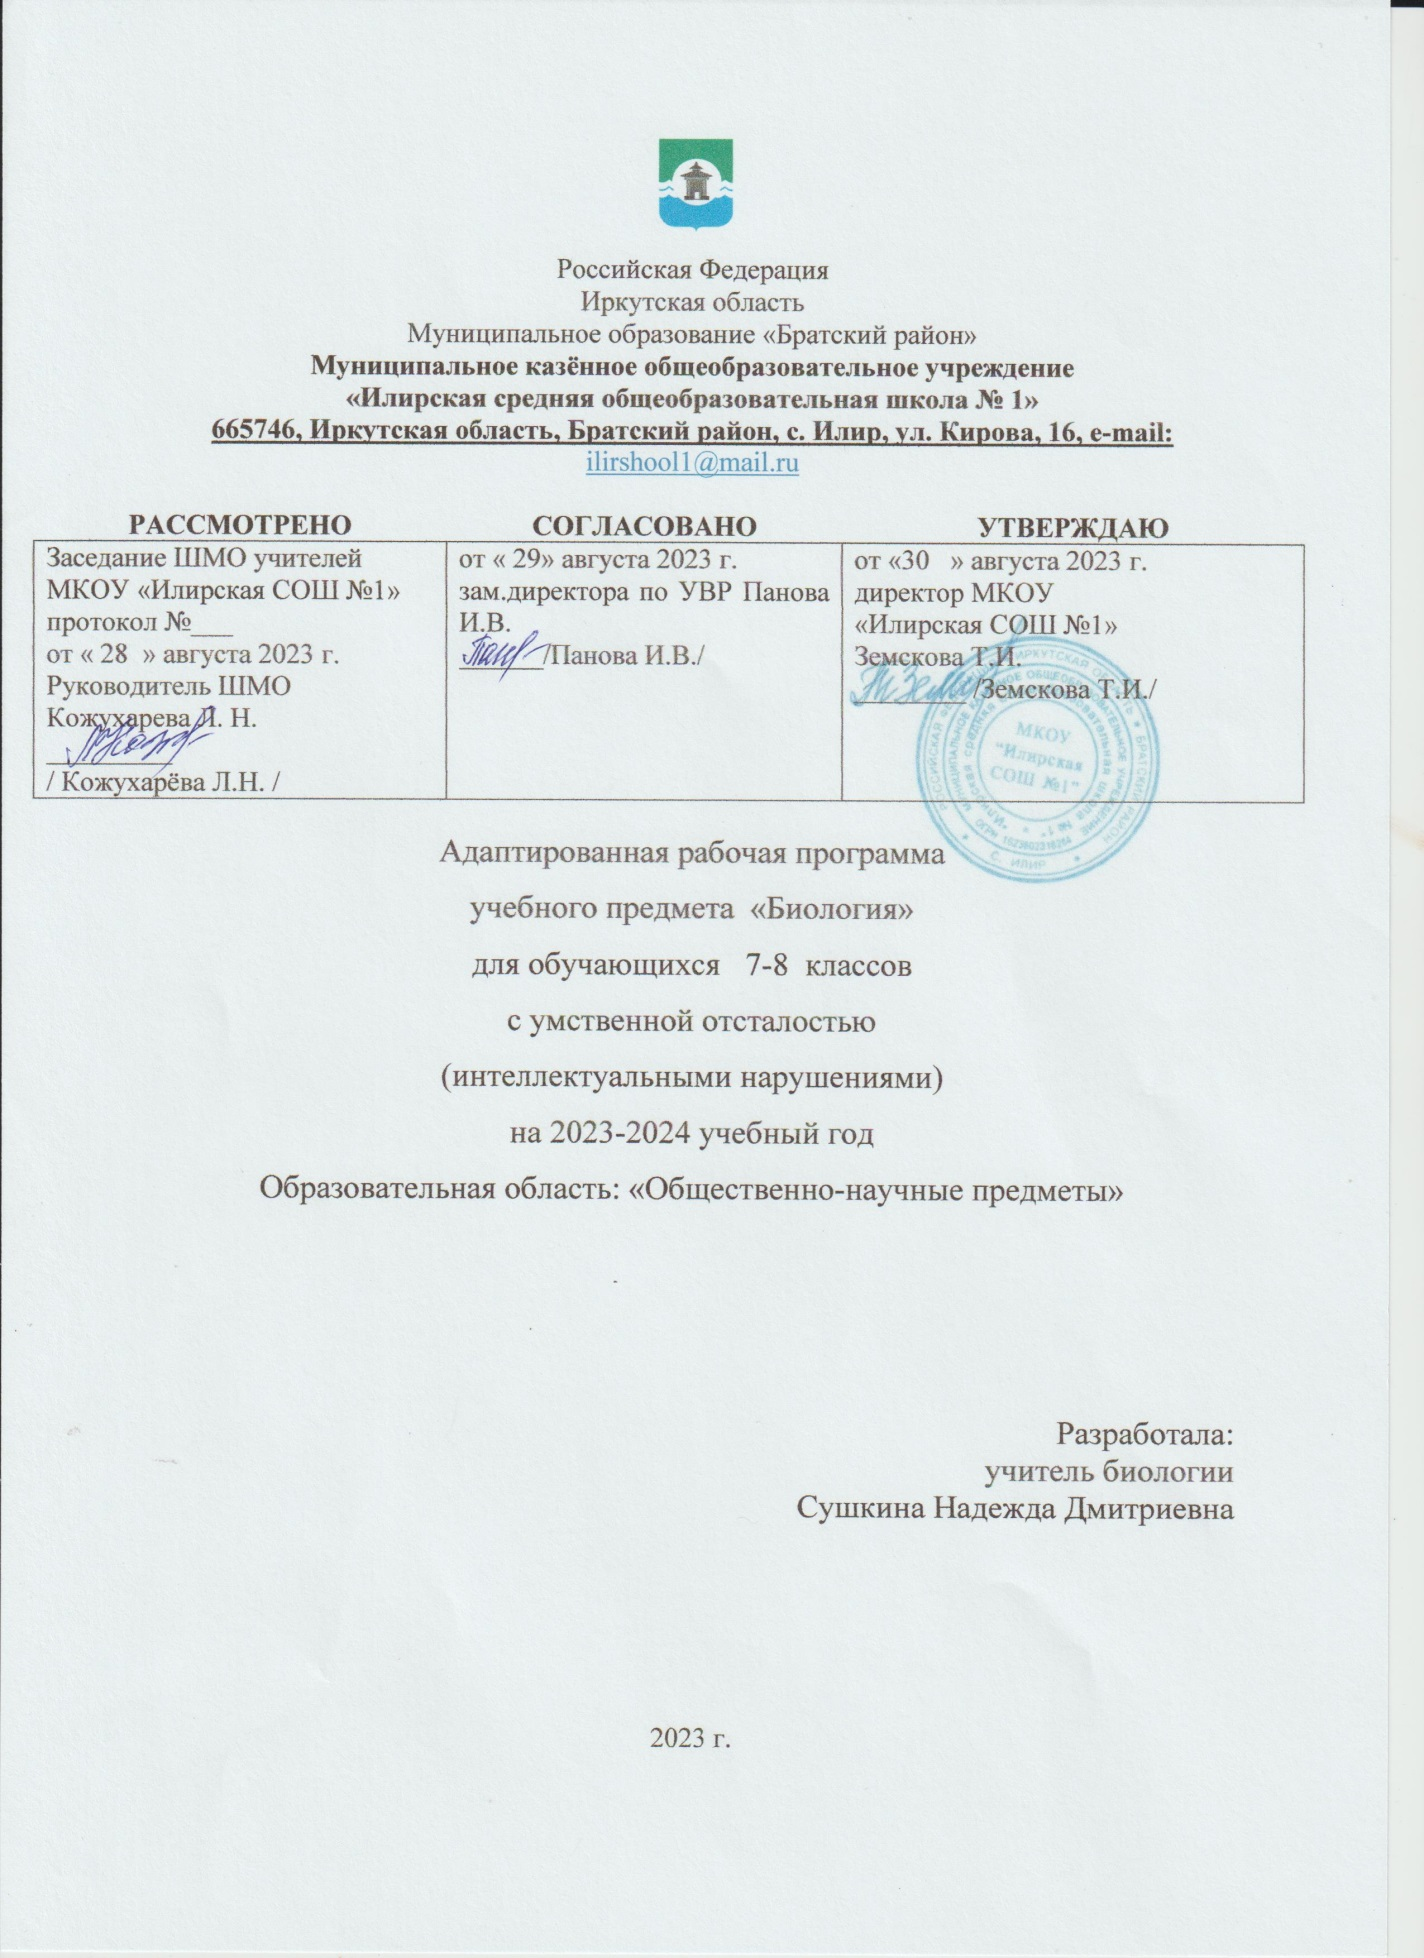 Российская Федерация
Иркутская область
Муниципальное образование «Братский район»
Муниципальное казённое общеобразовательное учреждение
«Илирская средняя общеобразовательная школа № 1»
665746, Иркутская область, Братский район, с. Илир, ул. Кирова, 16, e-mail:
ilirshool1@mail.ru
РАССМОТРЕНО
Заседание ШМО учителей
МКОУ «Илирская СОШ №1»
протокол №___
от « 28  » августа 2023 г.
Руководитель ШМО
Кожухарева Л. Н.
_________
/ Кожухарёва Л.Н. /
СОГЛАСОВАНО
от « 29» августа 2023 г.
зам.директора по УВР Панова
И.В.
______/Панова И.В./
УТВЕРЖДАЮ
от «30   » августа 2023 г.
директор МКОУ
«Илирская СОШ №1»
Земскова Т.И.
________/Земскова Т.И./
МКОУ
"Илирская
СОШ №1"
С. ИЛИР
Адаптированная рабочая программа
учебного предмета  «Биология»
для обучающихся   7-8  классов
с умственной отсталостью
(интеллектуальными нарушениями)
на 2023-2024 учебный год
Образовательная область: «Общественно-научные предметы»
Разработала:
учитель биологии
Сушкина Надежда Дмитриевна
2023 г.